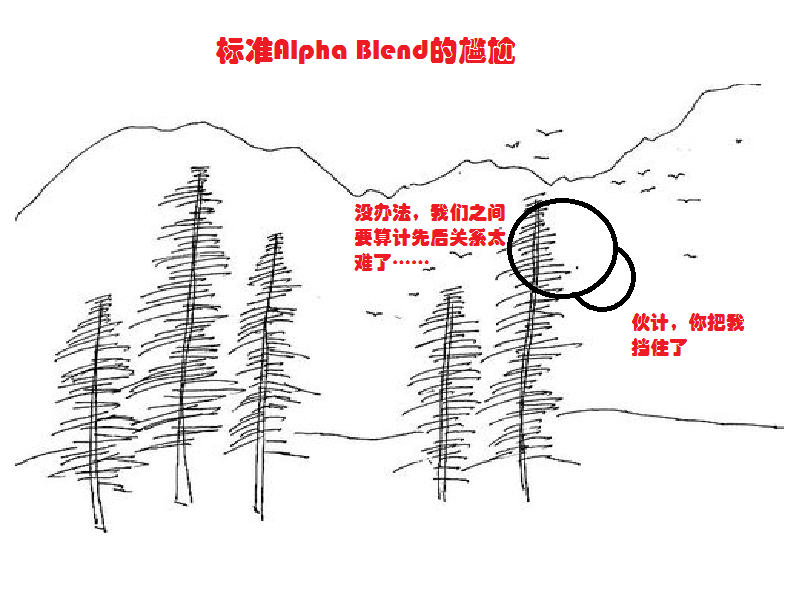 标准Alpha Blend的尴尬
没办法，我们之间
要算计先后关系太
难了……
伙计，你把我
挡住了